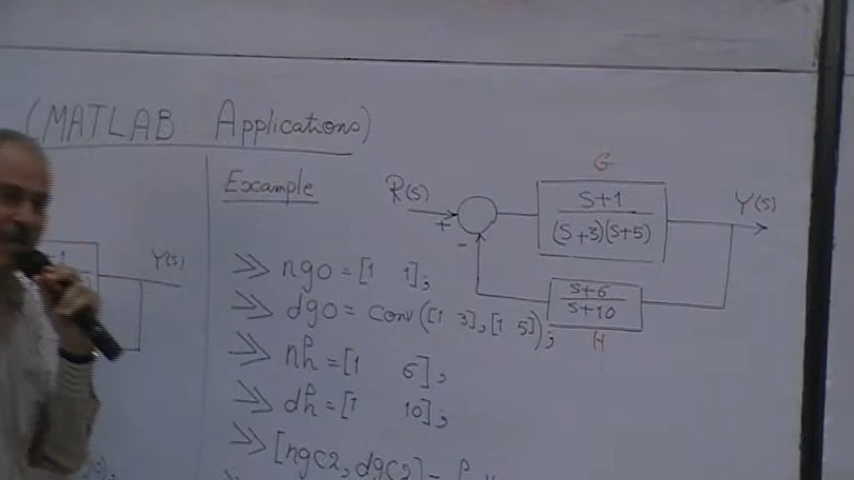 (MATLAB Applications)
Example
>> ngo = [1 1];
>> dgo = conv([1 3],[1 5]);
>> nh = [1 6];
>> dh = [1 10];
>> [ngc2, dgc2] =
R(s)
+
-
G
s+1
(s+3)(s+5)
Y(s)
s+6
s+10
H
Y(s)
1